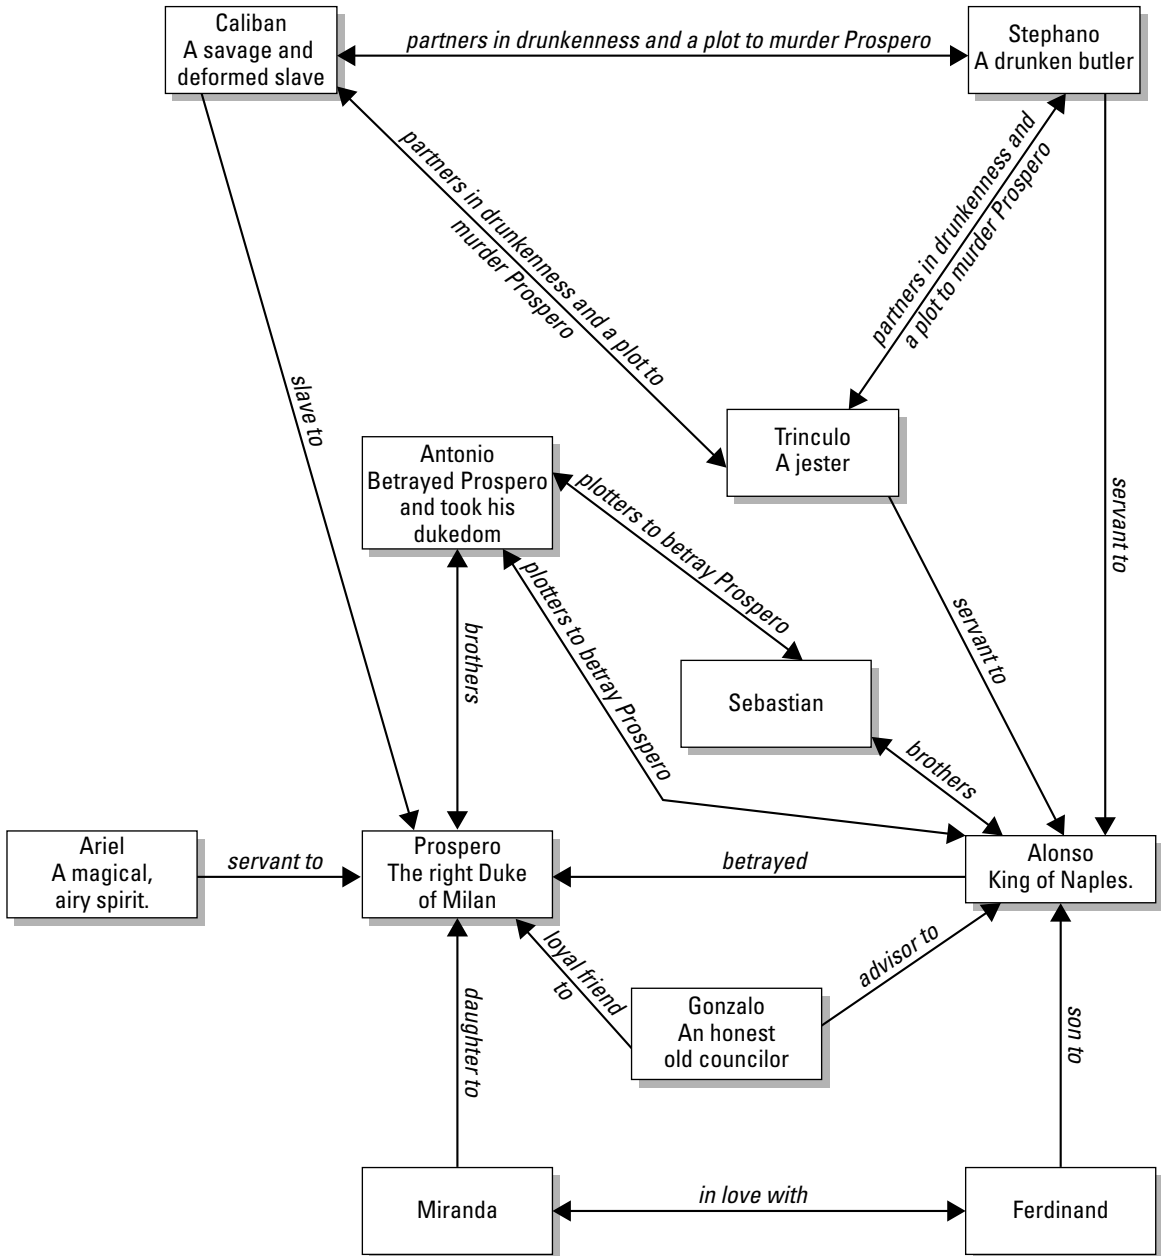 Caliban
A savage and
deformed slave
partners in drunkenness and a plot to murder Prospero
Stephano
A drunken butler
partners in drunkenness and a plot to
murder Prospero
partners in drunkenness and
a plot to murder Prospero
slave to
Trinculo
A jester
Antonio
Betrayed Prospero
and took his
dukedom
plotters to betray Prospero
servant to
plotters to betray Prospero
brothers
servant to
Sebastian
brothers
Ariel
A magical,
airy spirit.
servant to
Prospero
The right Duke
of Milan
betrayed
Alonso
King of Naples.
loyal friend
to
advisor to
daughter to
Gonzalo
An honest
old councilor
son to
Miranda
in love with
Ferdinand